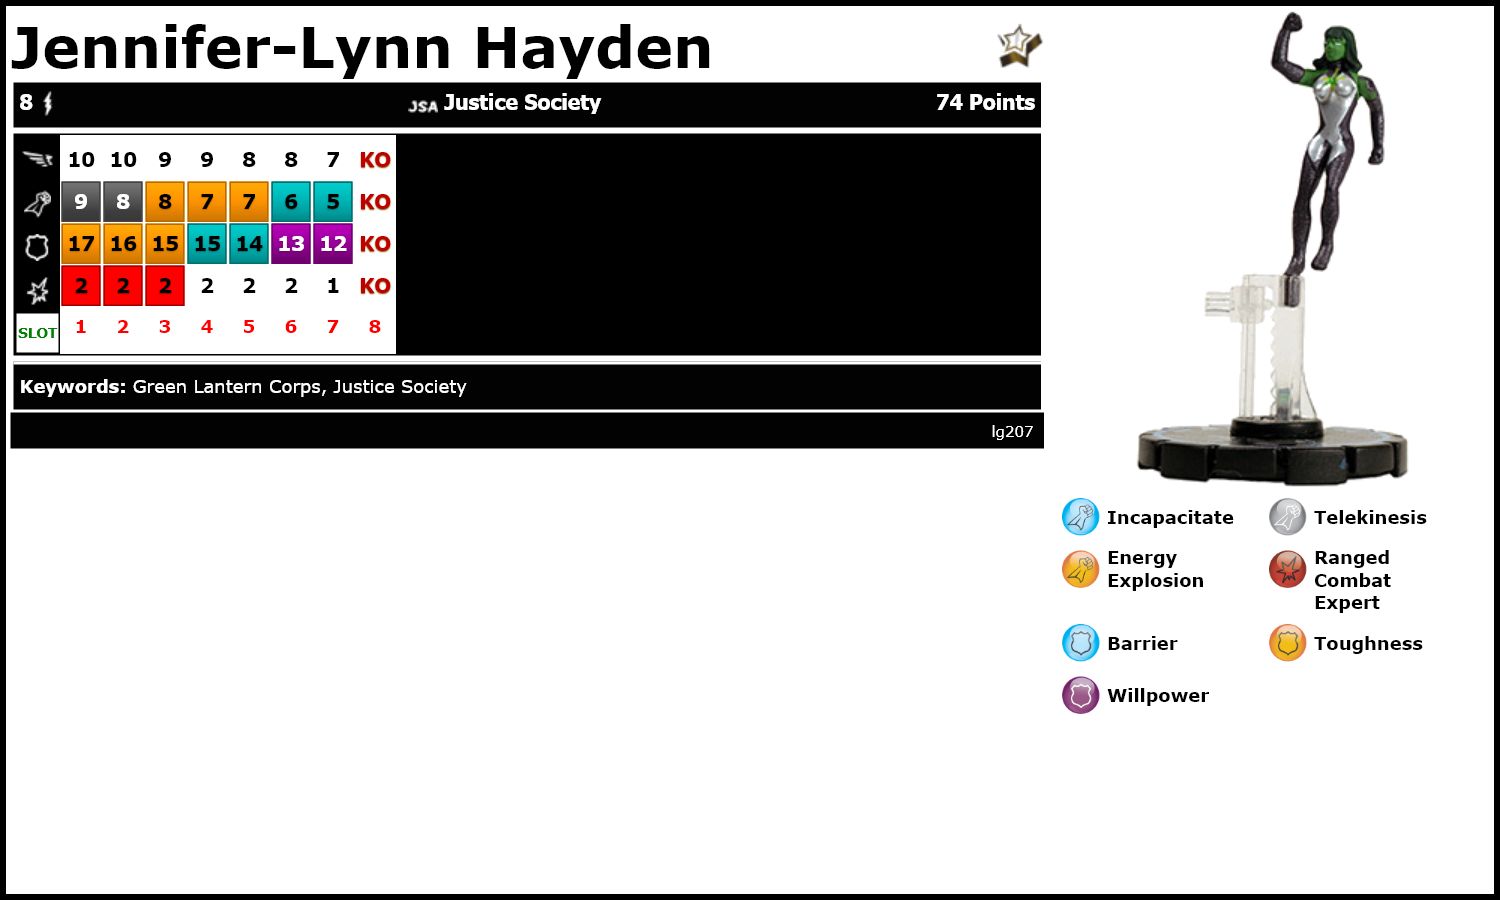 Jennifer-Lynn Hayden
8 JSA Justice Society 74 Points
10 10 9 9 8 8 7 KO
9 8 8 7 7 6 5 KO
17 16 15 15 14 13 12 KO
2 2 2 2 2 2 1 KO
SLOT 1 2 3 4 5 6 7 8
Keywords: Green Lantern Corps, Justice Society
lg207
Incapacitate
Telekinesis
Energy
Explosion
Ranged
Combat
Expert
Barrier
Toughness
Willpower